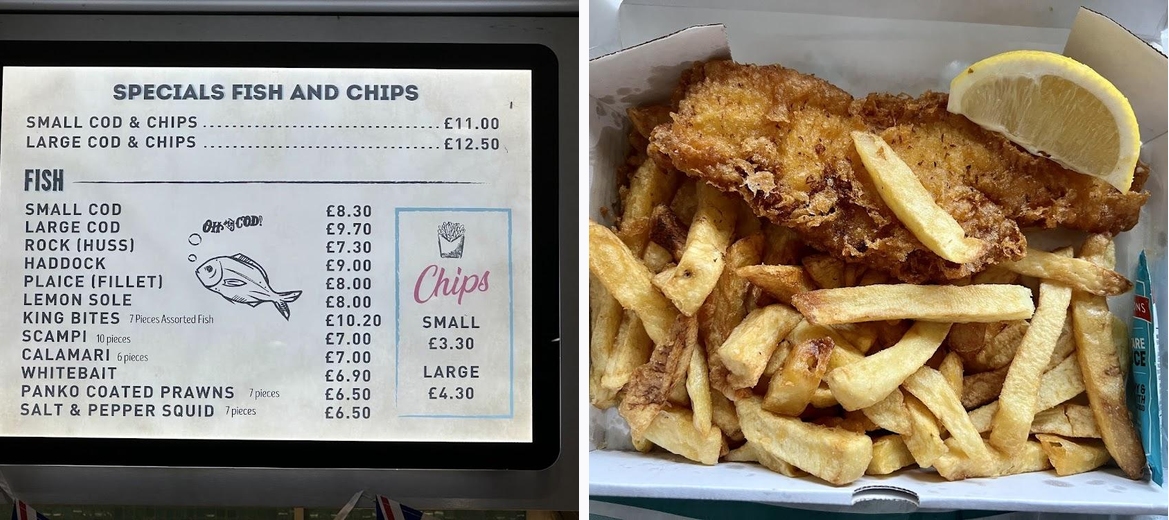 SPECIALS FISH AND CHIPS
SMALL COD & CHIPS ........................................ £11.00
LARGE COD & CHIPS ........................................ £12.50
FISH
SMALL COD £8.30
LARGE COD £9.70
ROCK (HUSS) £7.30
HADDOCK £9.00
PLAICE (FILLET) £8.00
LEMON SOLE £8.00
KING BITES 7 Pieces Assorted Fish £10.20
SCAMPI 10 pieces £7.00
CALAMARI 6 pieces £7.00
WHITEBAIT £6.90
PANKO COATED PRAWNS 7 pieces £6.50
SALT & PEPPER SQUID 7 pieces £6.50
Chips
SMALL
£3.30
LARGE
£4.30